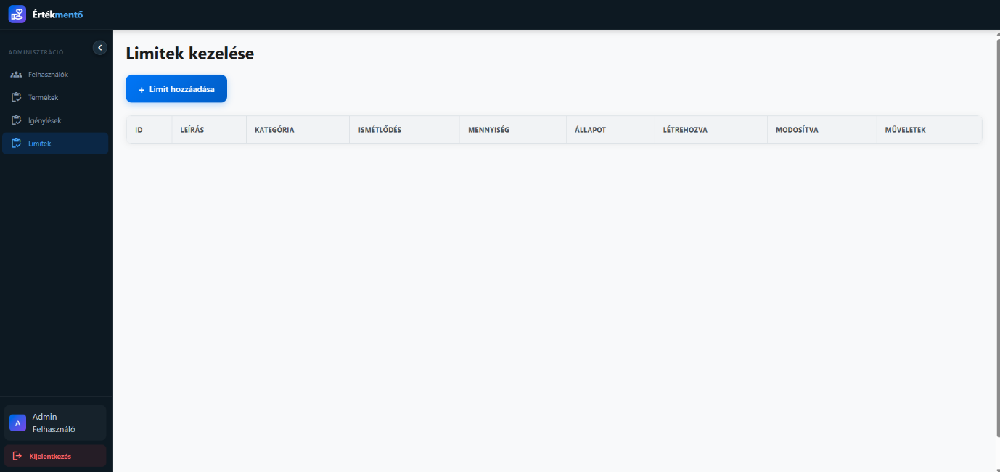 Értékmentő
ADMINISZTRÁCIÓ
Felhasználók
Termékek
Igénylések
Limitek
Limitek kezelése
+ Limit hozzáadása
ID LEÍRÁS KATEGÓRIA ISMÉTLŐDÉS MENNYISÉG ÁLLAPOT LÉTREHOZVA MODOSÍTVA MŰVELETEK
A
Admin
Felhasználó
Kijelentkezés